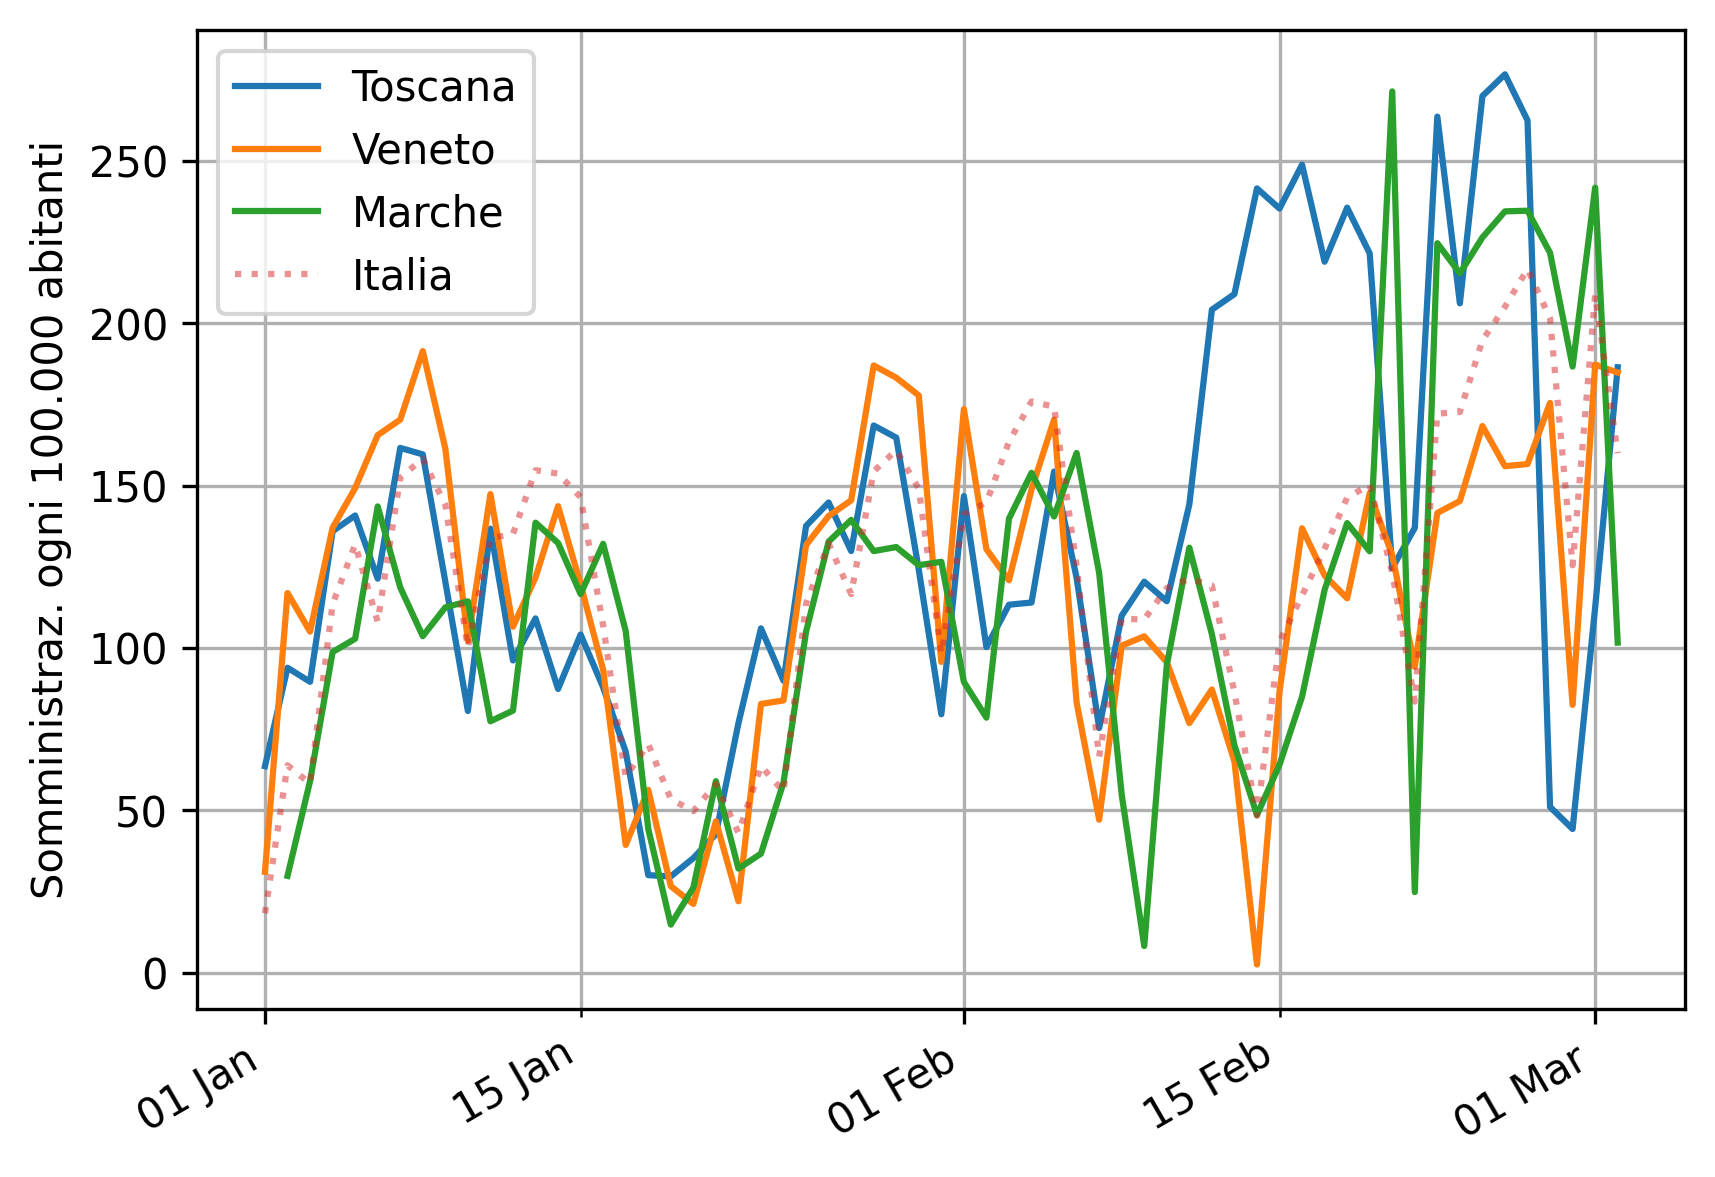 Toscana
Veneto
Marche
Italia
Somministraz. ogni 100.000 abitanti
250
200
150
100
50
0
01 Jan
15 Jan
01 Feb
15 Feb
01 Mar